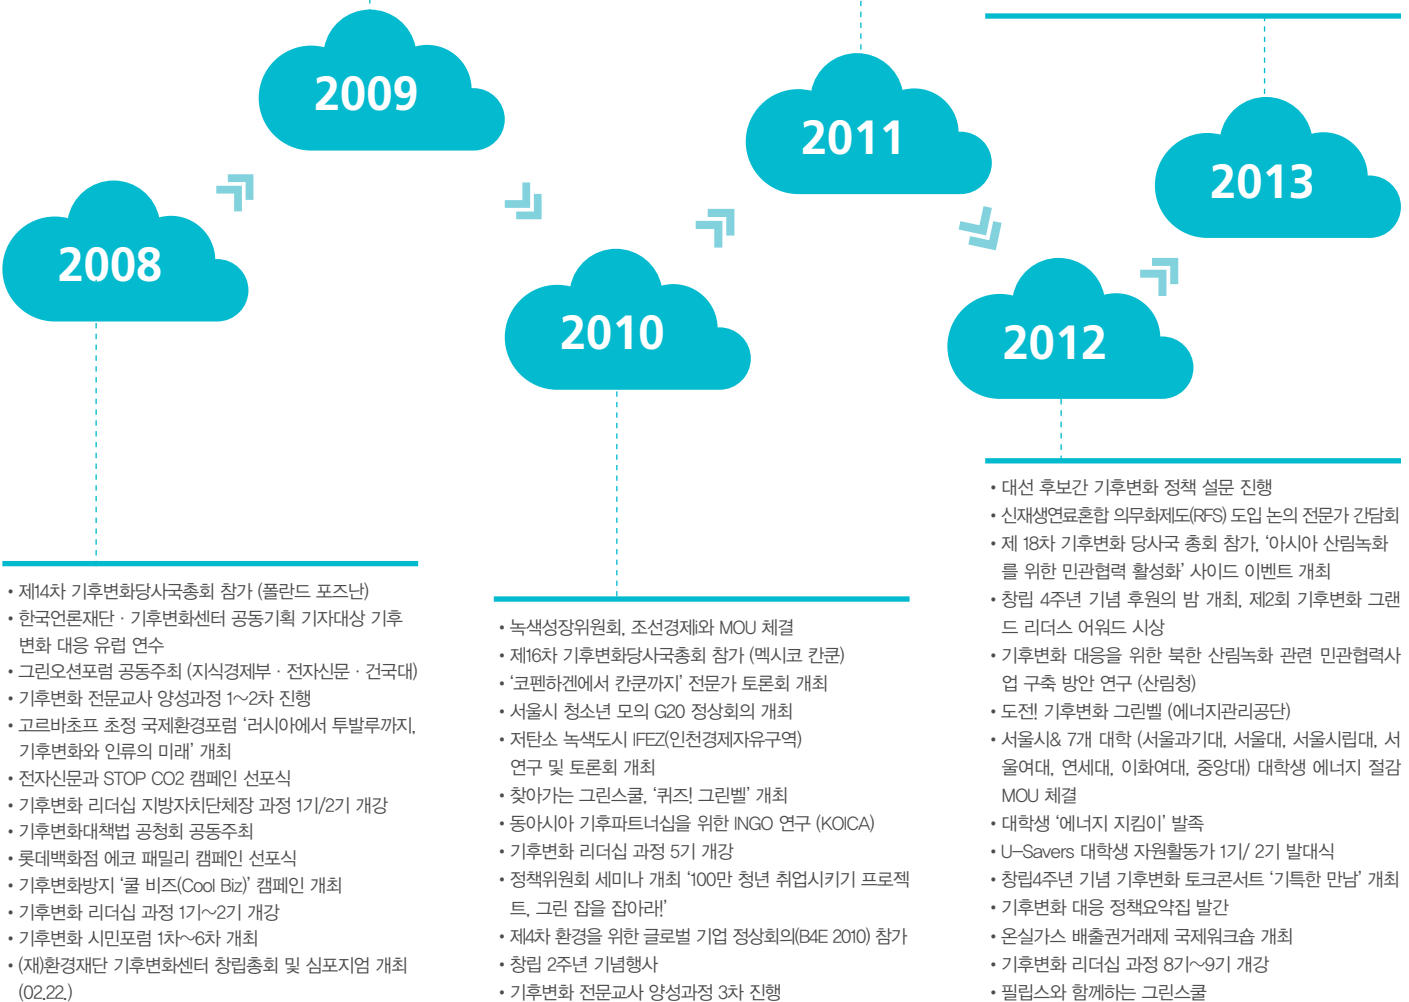 2009
2011
2013
2008
2010
2012
• 제14차 기후변화당사국총회 참가 (폴란드 포즈난)
• 한국언론재단 · 기후변화센터 공동기획 기자대상 기후
변화 대응 유럽 연수
• 그린오션포럼 공동주최 (지식경제부 · 전자신문 · 건국대)
• 기후변화 전문교사 양성과정 1~2차 진행
• 고르바초프 초정 국제환경포럼 ‘러시아에서 투발루까지,
기후변화와 인류의 미래’ 개최
• 전자신문과 STOP CO2 캠페인 선포식
• 기후변화 리더십 지방자치단체장 과정 1기/2기 개강
• 기후변화대책법 공청회 공동주최
• 롯데백화점 에코 패밀리 캠페인 선포식
• 기후변화방지 ‘쿨 비즈(Cool Biz)’ 캠페인 개최
• 기후변화 리더십 과정 1기~2기 개강
• 기후변화 시민포럼 1차~6차 개최
• (재)환경재단 기후변화센터 창립총회 및 심포지엄 개최
(02.22.)
• 녹색성장위원회, 조선경제i와 MOU 체결
• 제16차 기후변화당사국총회 참가 (멕시코 칸쿤)
• ‘코펜하겐에서 칸쿤까지’ 전문가 토론회 개최
• 서울시 청소년 모의 G20 정상회의 개최
• 저탄소 녹색도시 IFEZ(인천경제자유구역)
연구 및 토론회 개최
• 찾아가는 그린스쿨, ‘퀴즈! 그린벨’ 개최
• 동아시아 기후파트너십을 위한 INGO 연구 (KOICA)
• 기후변화 리더십 과정 5기 개강
• 정책위원회 세미나 개최 ‘100만 청년 취업시키기 프로젝
트, 그린 잡을 잡아라!’
• 제4차 환경을 위한 글로벌 기업 정상회의(B4E 2010) 참가
• 창립 2주년 기념행사
• 기후변화 전문교사 양성과정 3차 진행
• 대선 후보간 기후변화 정책 설문 진행
• 신재생연료혼합 의무화제도(RFS) 도입 논의 전문가 간담회
• 제 18차 기후변화 당사국 총회 참가, ‘아시아 산림녹화
를 위한 민관협력 활성화’ 사이드 이벤트 개최
• 창립 4주년 기념 후원의 밤 개최, 제2회 기후변화 그랜
드 리더스 어워드 시상
• 기후변화 대응을 위한 북한 산림녹화 관련 민관협력사
업 구축 방안 연구 (산림청)
• 도전! 기후변화 그린벨 (에너지관리공단)
• 서울시& 7개 대학 (서울과기대, 서울대, 서울시립대, 서
울여대, 연세대, 이화여대, 중앙대) 대학생 에너지 절감
MOU 체결
• 대학생 ‘에너지 지킴이’ 발족
• U-Savers 대학생 자원활동가 1기/ 2기 발대식
• 창립4주년 기념 기후변화 토크콘서트 ‘기특한 만남’ 개최
• 기후변화 대응 정책요약집 발간
• 온실가스 배출권거래제 국제워크숍 개최
• 기후변화 리더십 과정 8기~9기 개강
• 필립스와 함께하는 그린스쿨